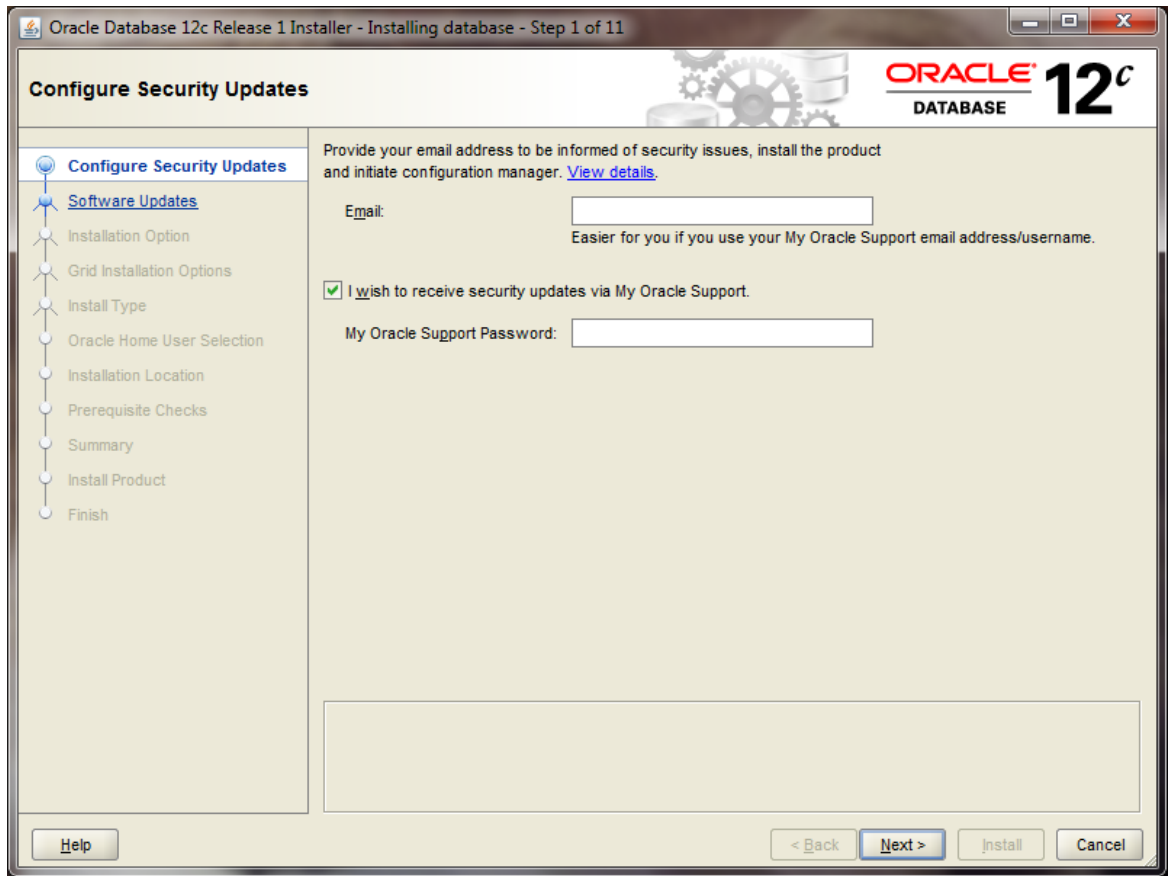 Oracle Database 12c Release 1 Installer - Installing database - Step 1 of 11
Configure Security Updates
ORACLE
DATABASE
12c
Configure Security Updates
Software Updates
Installation Option
Grid Installation Options
Install Type
Oracle Home User Selection
Installation Location
Prerequisite Checks
Summary
Install Product
Finish
Provide your email address to be informed of security issues, install the product
and initiate configuration manager. View details.
Email:
Easier for you if you use your My Oracle Support email address/username.
I wish to receive security updates via My Oracle Support.
My Oracle Support Password:
Help
< Back
Next >
Install
Cancel